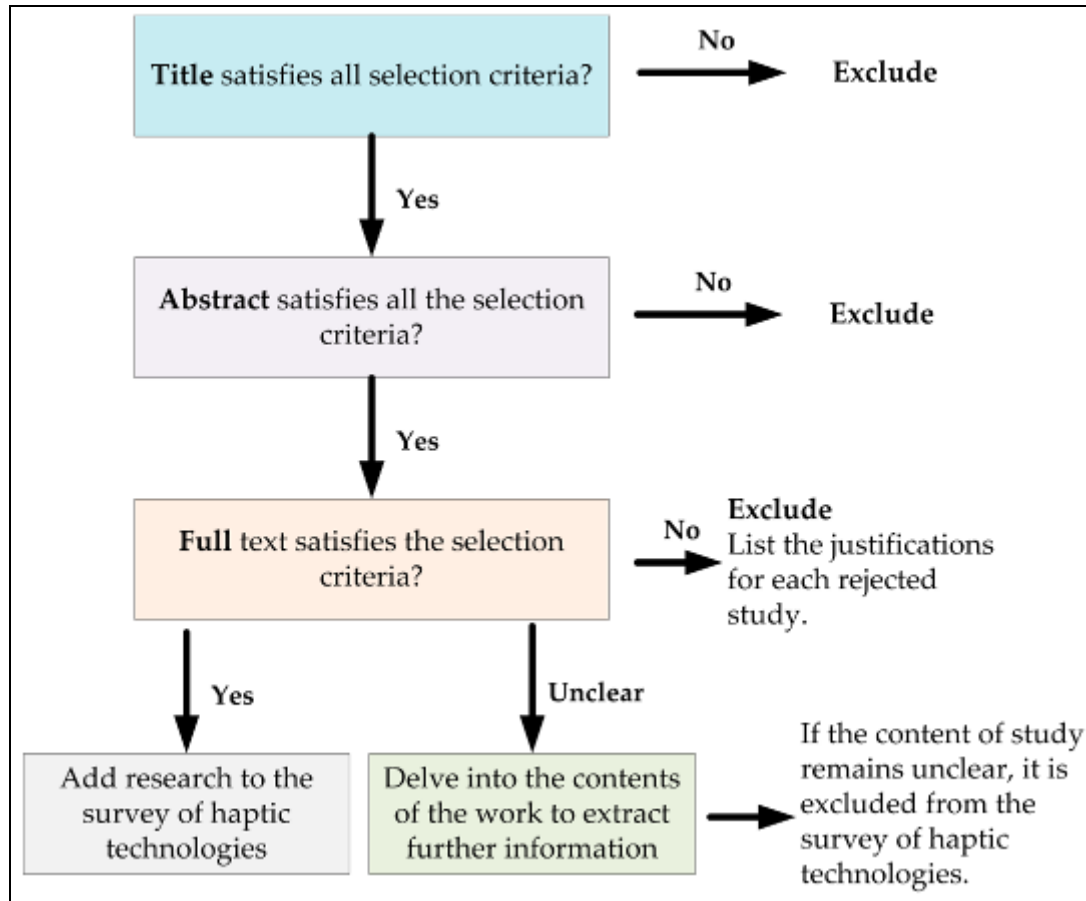 Title satisfies all selection criteria?
No
Exclude
Yes
Abstract satisfies all the selection
criteria?
No
Exclude
Yes
Full text satisfies the selection
criteria?
No
Exclude
List the justifications
for each rejected
study.
Yes
Unclear
Add research to the
survey of haptic
technologies
Delve into the contents
of the work to extract
further information
If the content of study
remains unclear, it is
excluded from the
survey of haptic
technologies.